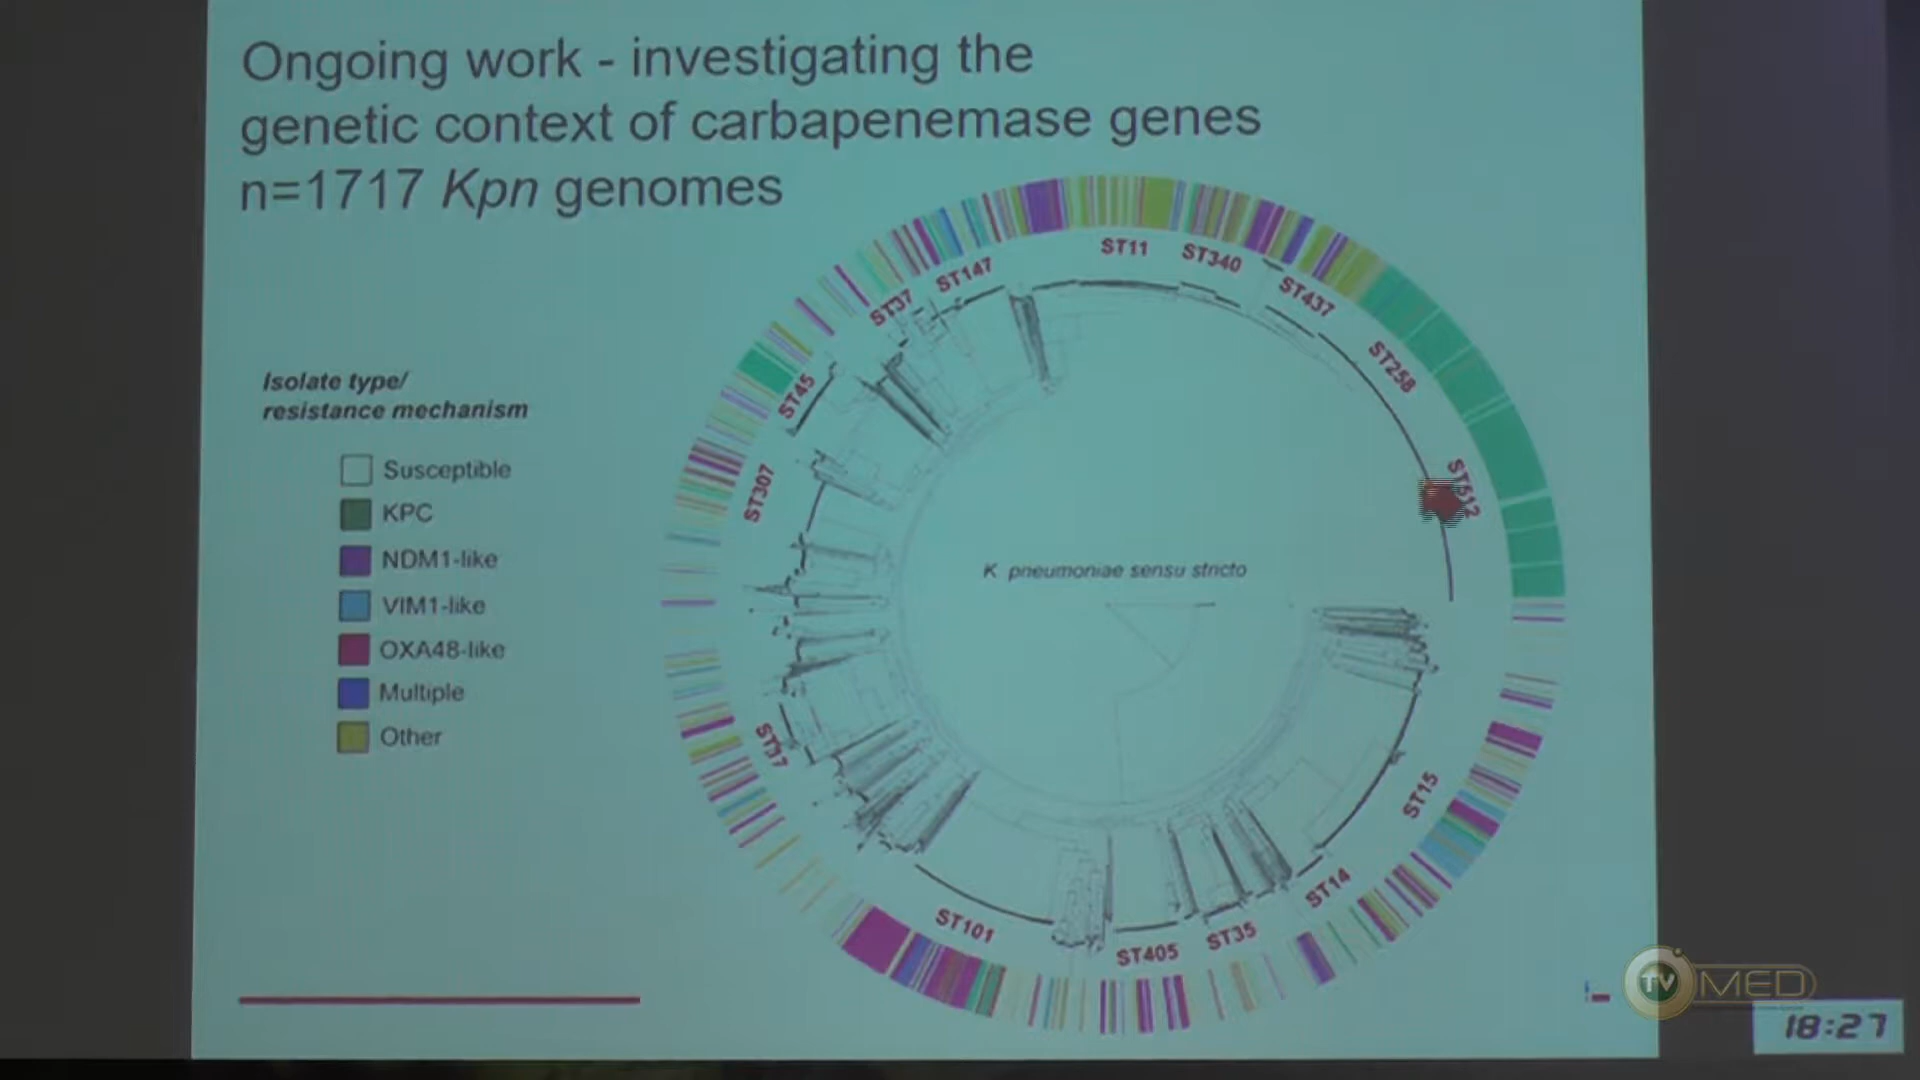 Ongoing work - investigating the
genetic context of carbapenemase genes
n=1717 Kpn genomes
Isolate type/
resistance mechanism
Susceptible
KPC
NDM1-like
VIM1-like
OXA48-like
Multiple
Other
ST11
ST340
ST437
ST258
ST512
ST147
ST37
ST45
ST307
K pneumoniae sensu stricto
ST17
ST15
ST14
ST35
ST405
ST101
TV MED
18:27